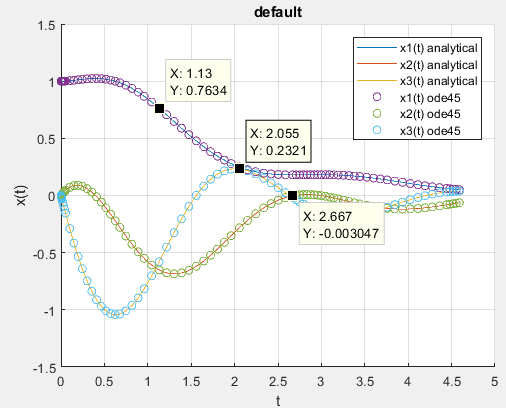 default
1.5
1
0.5
0
-0.5
-1
-1.5
x(t)
X: 1.13
Y: 0.7634
X: 2.055
Y: 0.2321
X: 2.667
Y: -0.003047
x1(t) analytical
x2(t) analytical
x3(t) analytical
x1(t) ode45
x2(t) ode45
x3(t) ode45
0 0.5 1 1.5 2 2.5 3 3.5 4 4.5 5
t